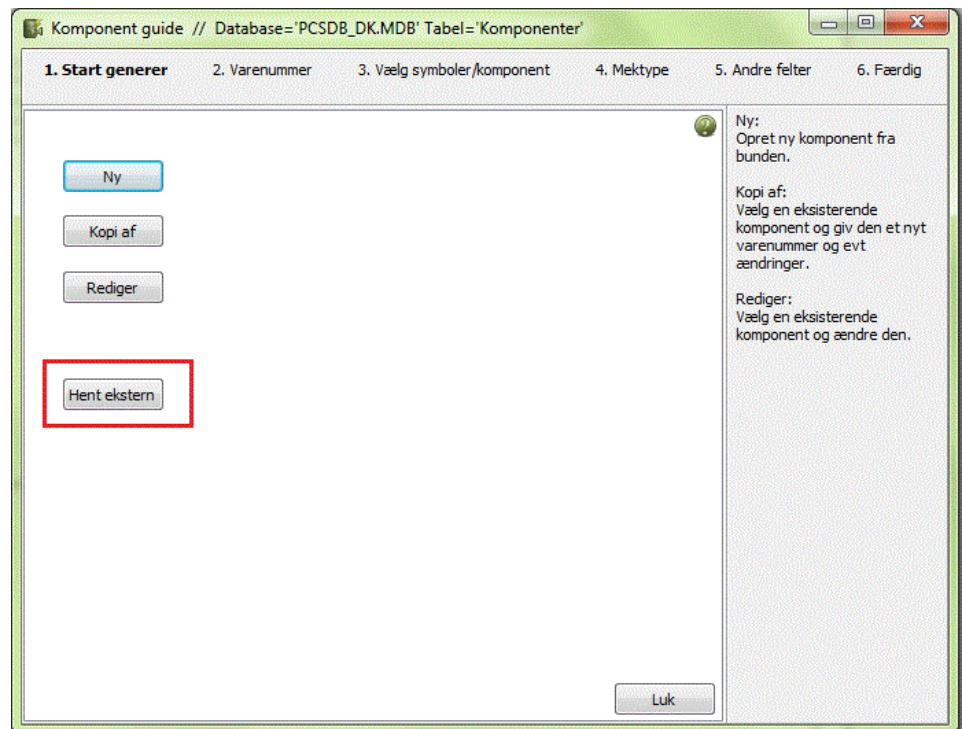 Komponent guide // Database='PCSDB_DK.MDB' Tabel='Komponenter'
1. Start generer 2. Varenummer 3. Vælg symboler/komponent 4. Mektype 5. Andre felter 6. Færdig
Ny
Kopi af
Rediger
Hent ekstern
Luk
Ny:
Opret ny komponent fra
bunden.
Kopi af:
Vælg en eksisterende
komponent og giv den et nyt
varenummer og evt
ændringer.
Rediger:
Vælg en eksisterende
komponent og ændre den.